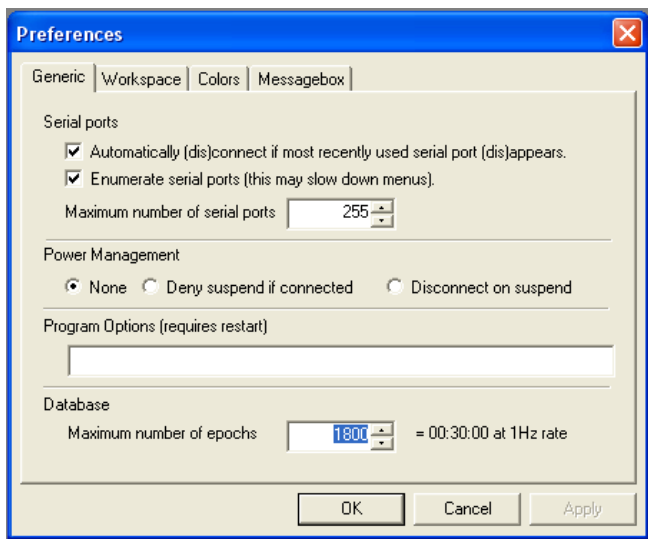 Preferences
Generic Workspace Colors Messagebox
Serial ports
Automatically (dis)connect if most recently used serial port (dis)appears.
Enumerate serial ports (this may slow down menus).
Maximum number of serial ports 255
Power Management
None Deny suspend if connected Disconnect on suspend
Program Options (requires restart)
Database
Maximum number of epochs 1800 = 00:30:00 at 1Hz rate
OK Cancel Apply